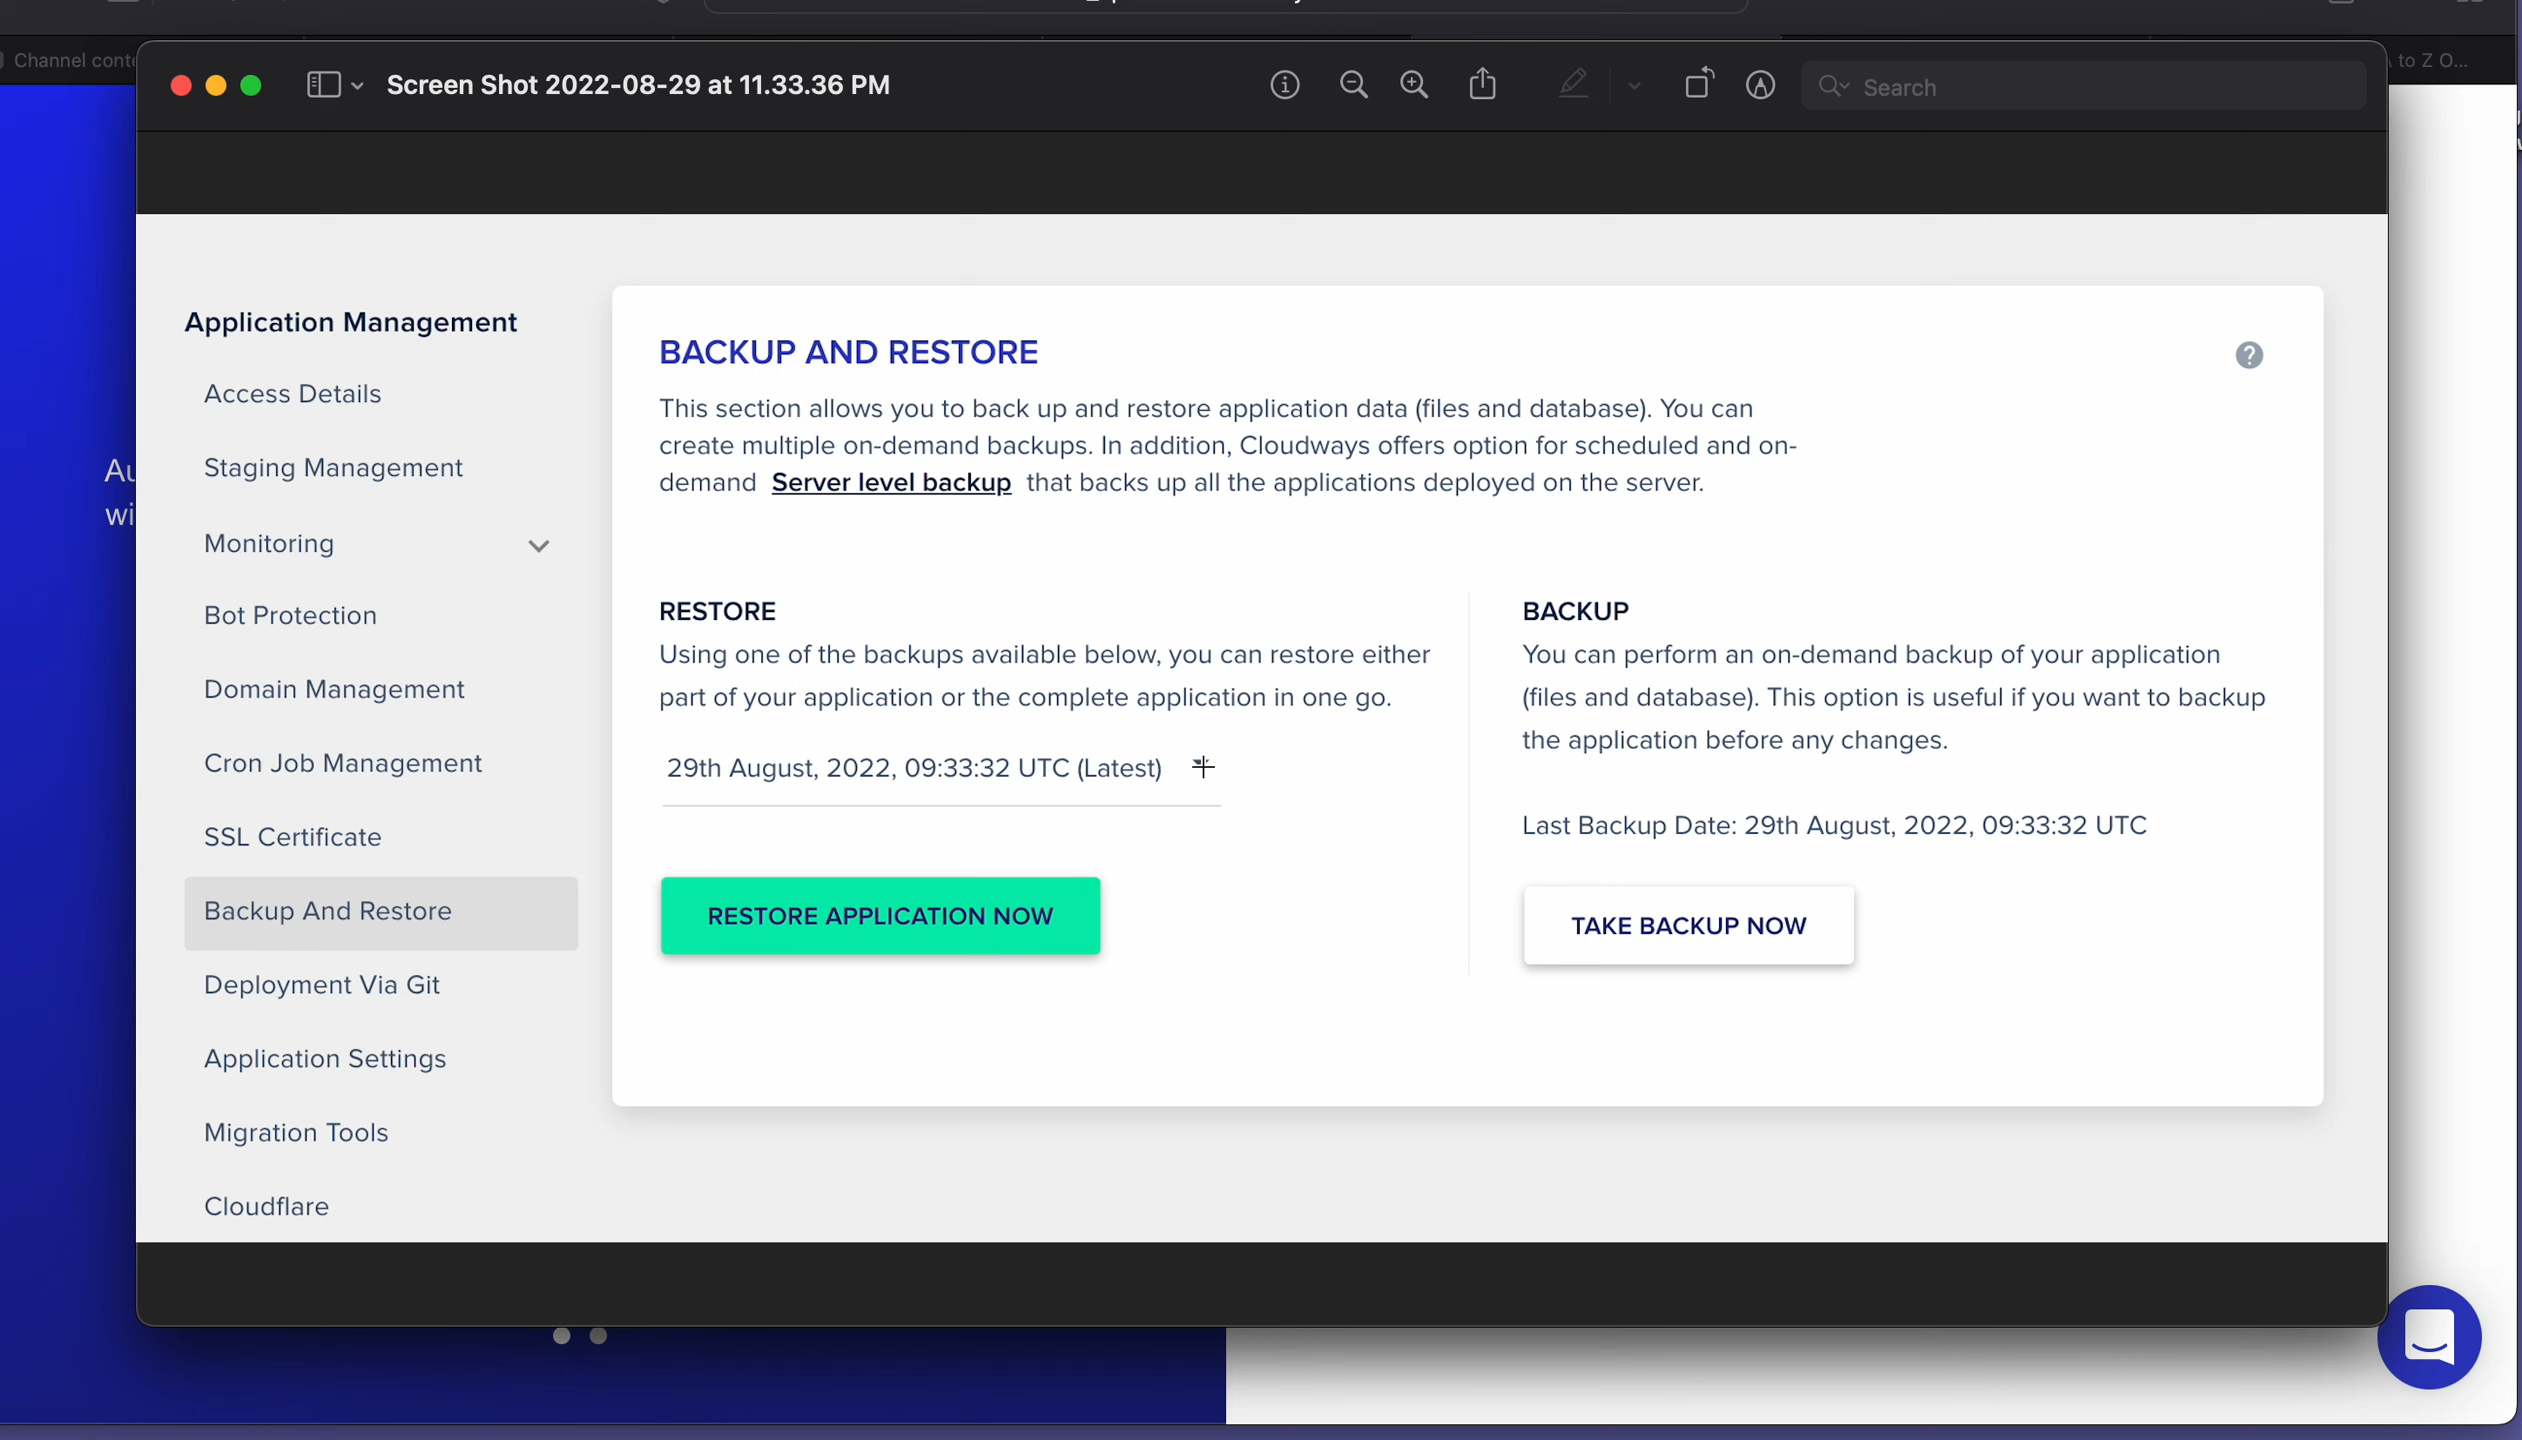 Channel conte
to Z O...
Screen Shot 2022-08-29 at 11.33.36 PM
Search
Au
wi
Application Management
Access Details
Staging Management
Monitoring
Bot Protection
Domain Management
Cron Job Management
SSL Certificate
Backup And Restore
Deployment Via Git
Application Settings
Migration Tools
Cloudflare
BACKUP AND RESTORE
This section allows you to back up and restore application data (files and database). You can
create multiple on-demand backups. In addition, Cloudways offers option for scheduled and on-
demand Server level backup that backs up all the applications deployed on the server.
RESTORE
Using one of the backups available below, you can restore either
part of your application or the complete application in one go.
29th August, 2022, 09:33:32 UTC (Latest)
RESTORE APPLICATION NOW
BACKUP
You can perform an on-demand backup of your application
(files and database). This option is useful if you want to backup
the application before any changes.
Last Backup Date: 29th August, 2022, 09:33:32 UTC
TAKE BACKUP NOW